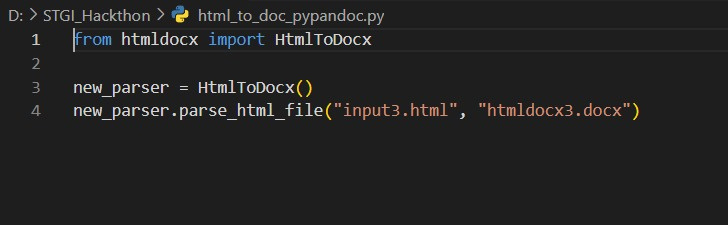 D: > STGI_Hackthon > html_to_doc_pypandoc.py
1 from htmldocx import HtmlToDocx
2
3 new_parser = HtmlToDocx()
4 new_parser.parse_html_file("input3.html", "htmldocx3.docx")